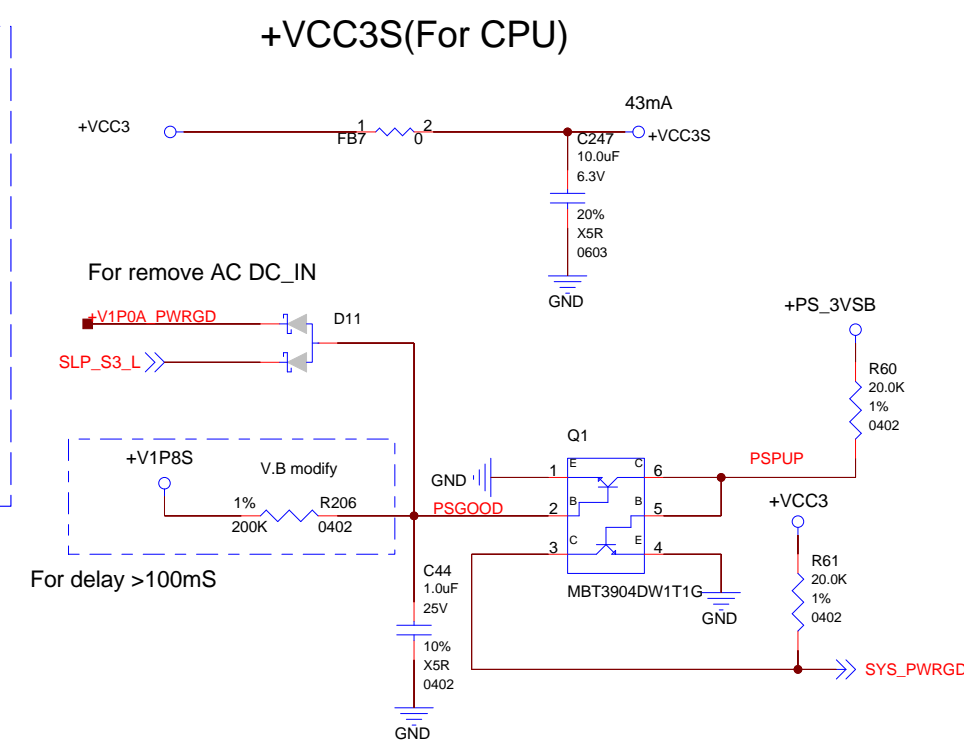 +VCC3S(For CPU)
43mA
+VCC3
1
2
FB7
0
C247
+VCC3S
10.0uF
6.3V
20%
X5R
0603
GND
For remove AC DC_IN
+V1P0A_PWRGD
D11
SLP_S3_L
+PS_3VSB
R60
20.0K
1%
0402
+V1P8S
V.B modify
1%
R206
200K
0402
For delay >100mS
Q1
GND
1
E
C
6
PSPUP
PSGOOD
2
B
B
5
3
C
E
4
MBT3904DW1T1G
GND
+VCC3
R61
20.0K
1%
0402
C44
1.0uF
25V
10%
X5R
0402
GND
SYS_PWRGD